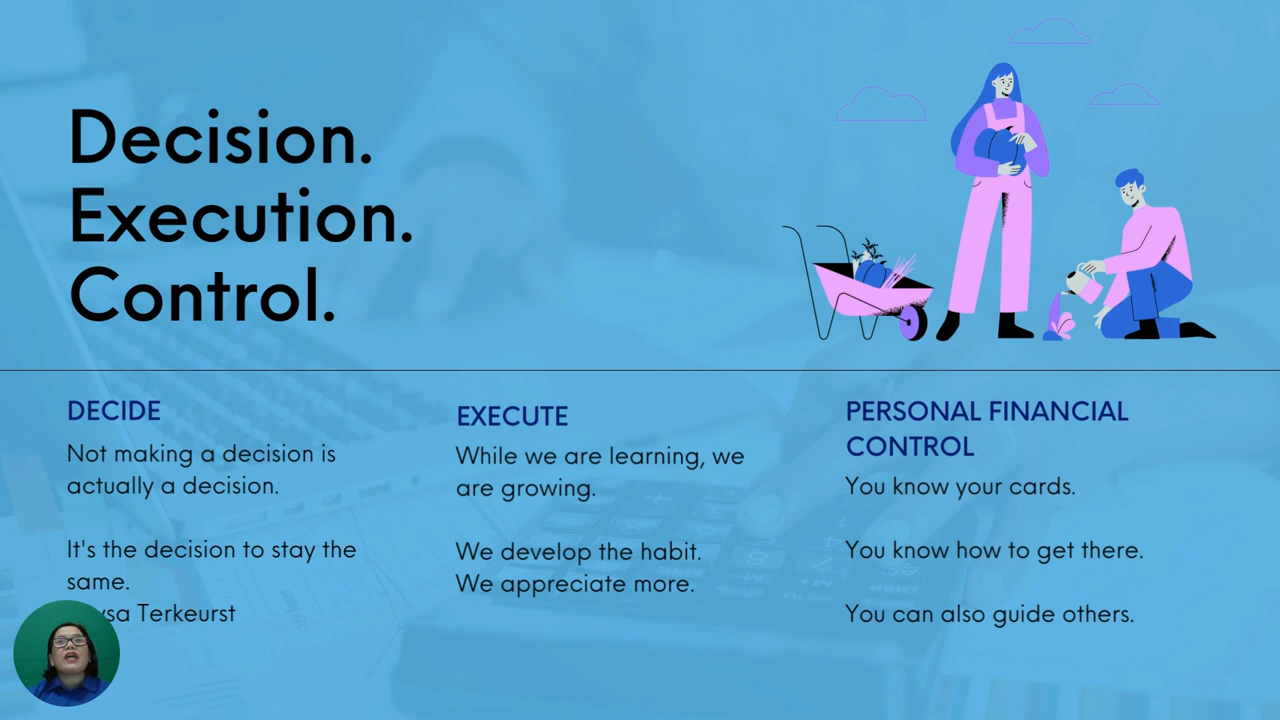 Decision.
Execution.
Control.
DECIDE
Not making a decision is
actually a decision.
It's the decision to stay the
same.
Terkeurst
EXECUTE
While we are learning, we
are growing.
We develop the habit.
We appreciate more.
PERSONAL FINANCIAL
CONTROL
You know your cards.
You know how to get there.
You can also guide others.